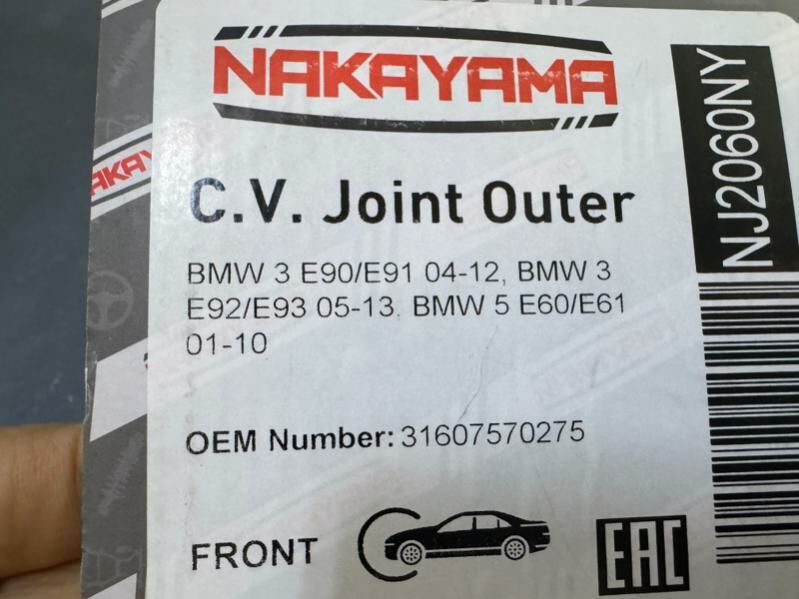 NAKAYAMA
NJ2060NY
AKAY
C.V. Joint Outer
BMW 3 E90/E91 04-12, BMW 3
E92/E93 05-13. BMW 5 E60/E61
01-10
OEM Number: 31607570275
FRONT
EAC